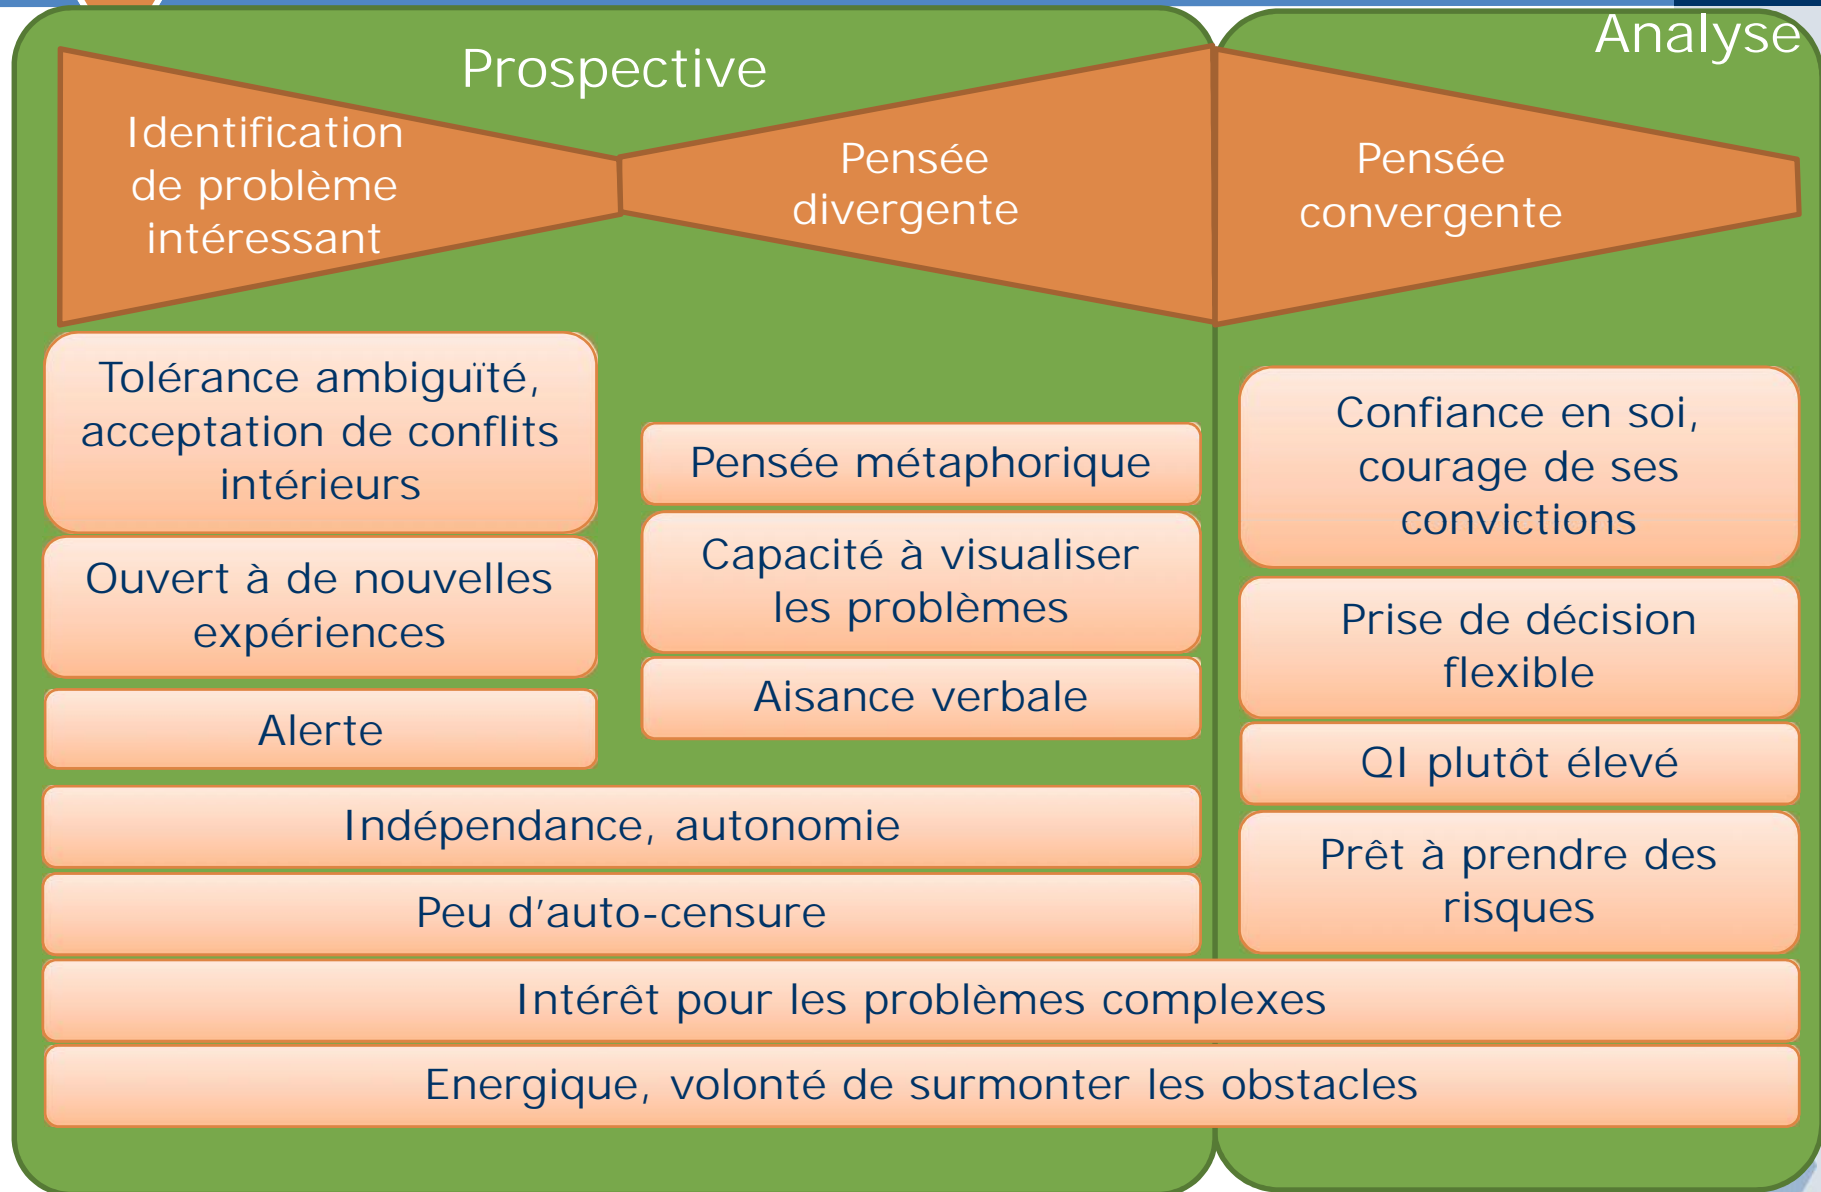 Prospective
Analyse
Identification
de problème
intéressant
Pensée
divergente
Pensée
convergente
Tolérance ambiguïté,
acceptation de conflits
intérieurs
Ouvert à de nouvelles
expériences
Alerte
Pensée métaphorique
Capacité à visualiser
les problèmes
Aisance verbale
Confiance en soi,
courage de ses
convictions
Prise de décision
flexible
QI plutôt élevé
Prêt à prendre des
risques
Indépendance, autonomie
Peu d’auto-censure
Intérêt pour les problèmes complexes
Energique, volonté de surmonter les obstacles